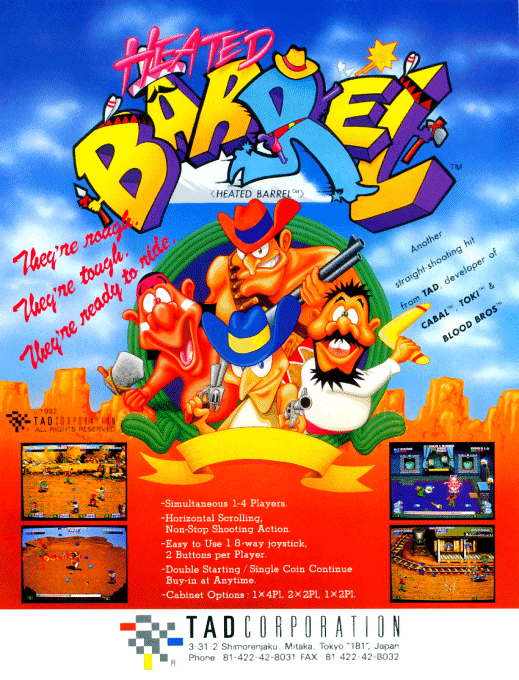 HEATED
BARREL
TM
<HEATED BARREL™>
They're rough.
They're tough.
They're ready to ride.
Another
straight-shooting hit
from TAD, developer of
CABAL™, TOKI™ &
BLOOD BROS™
©1992
TAD CORPORATION
ALL RIGHTS RESERVED
-Simultaneous 1-4 Players.
-Horizontal Scrolling,
Non-Stop Shooting Action.
-Easy to Use 1 8-way joystick,
2 Buttons per Player.
-Double Starting / Single Coin Continue
Buy-in at Anytime.
-Cabinet Options : 1×4Pl, 2×2Pl, 1×2Pl.
TAD CORPORATION
R
3-31-2 Shimorenjaku, Mitaka, Tokyo "181", Japan
Phone 81-422-42-8031 FAX 81-422-42-8032